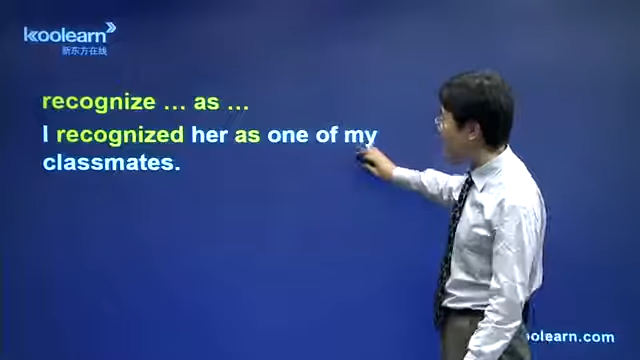 koolearn
新东方在线
recognize ... as ...
I recognized her as one of my
classmates.
oolearn.com